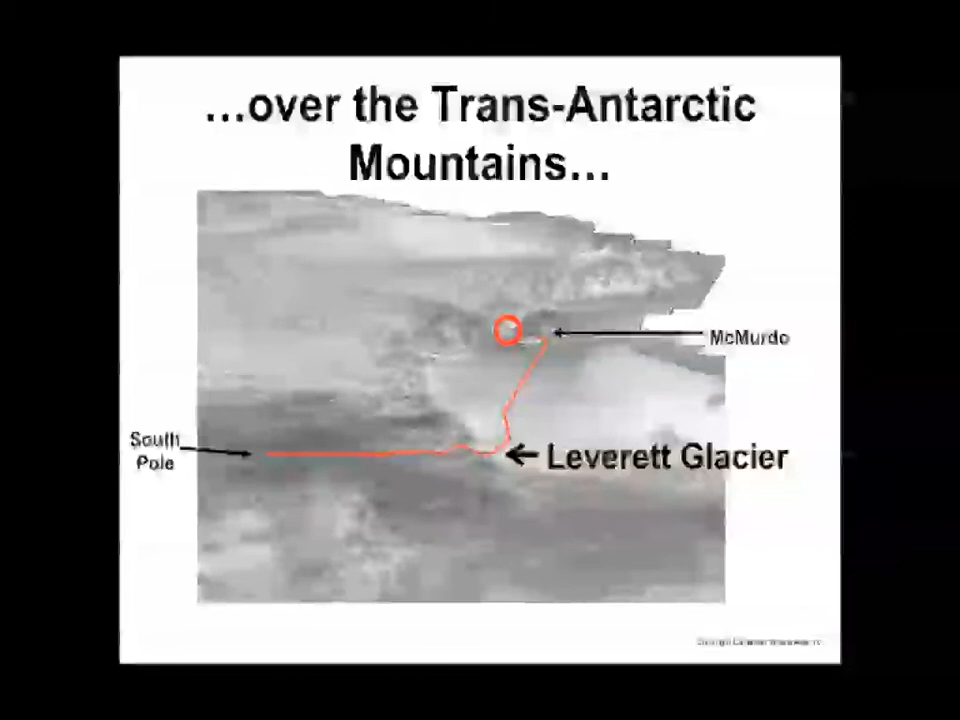 …over the Trans-Antarctic
Mountains…
McMurdo
South
Pole
Leverett Glacier